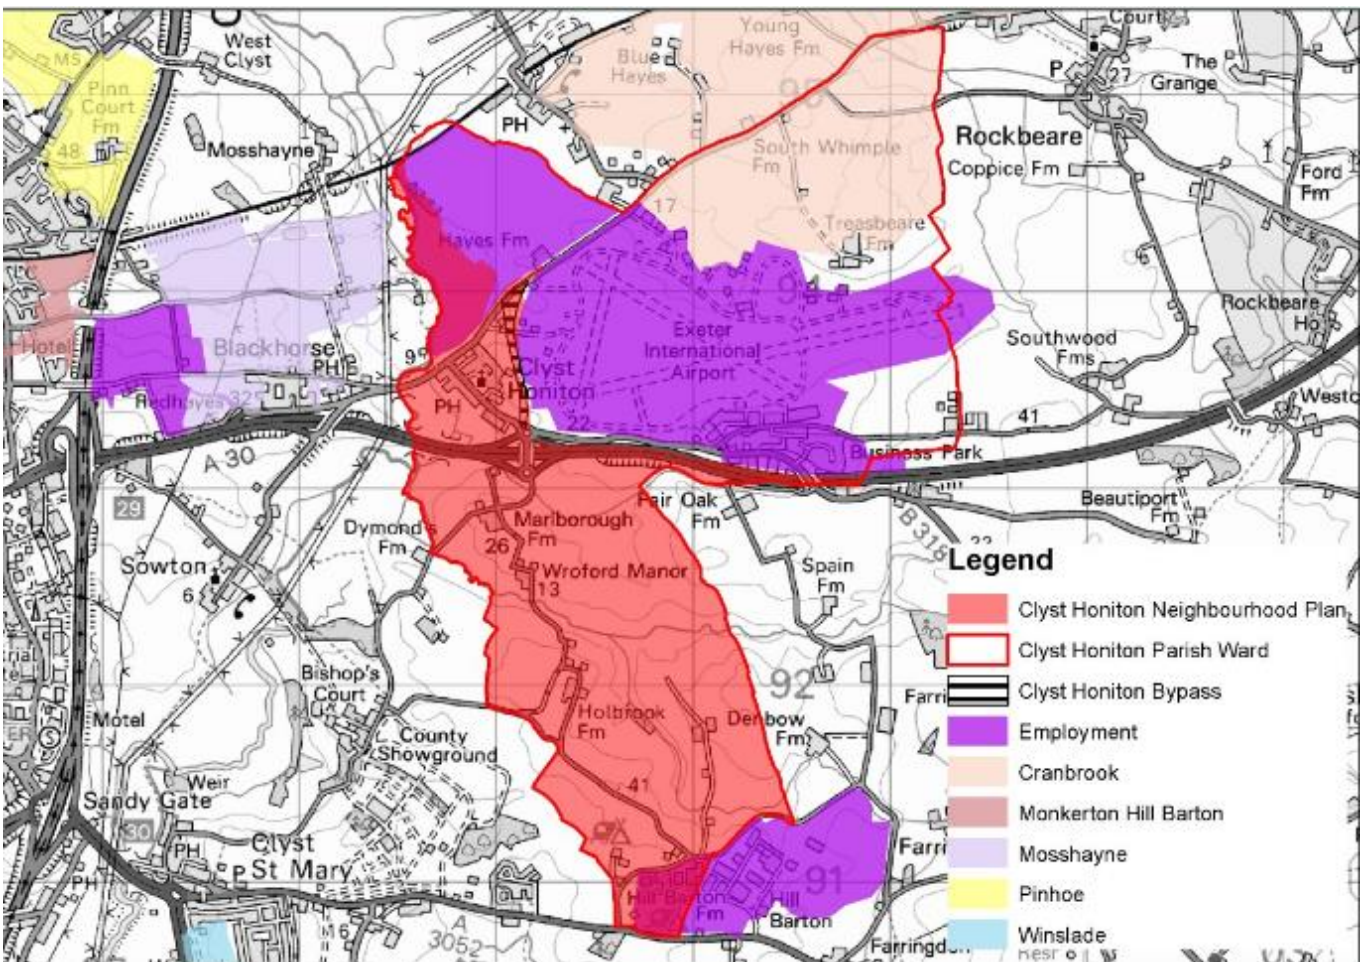 West
Clyst
MS
Pinn
Court
Fm
48
Mosshayne
PH
Blue
Hayes
Young
Hayes Fm
95
Court
P
27
The
Grange
Rockbeare
Coppice Fm
Ford
Fm
South Whimple
Fm
17
Treasbeare
Fm
Hayes Fm
Rockbeare
Ho
Hotel
Blackhorse
PH
9
Redhayes
Exeter
International
Airport
Clyst
Honiton
PH
22
Southwood
Fms
41
Business Park
A 30
29
Fair Oak
Fm
Beautiport
Fm
Dymond's
Fm
Marlborough
Fm
26
Wroford Manor
13
Sowton
6
Spain
Fm
Bishop's
Court
92
Holbrook
Fm
Denbow
Fm
Motel
County
Showground
Weir
41
Sandy Gate
30
PH
Clyst
St Mary
P
PH
91
Hill Barton
Fm
Hill
Barton
A
3052
Farringdon
Legend
Clyst Honiton Neighbourhood Plan
Clyst Honiton Parish Ward
Clyst Honiton Bypass
Employment
Cranbrook
Monkerton Hill Barton
Mosshayne
Pinhoe
Winslade